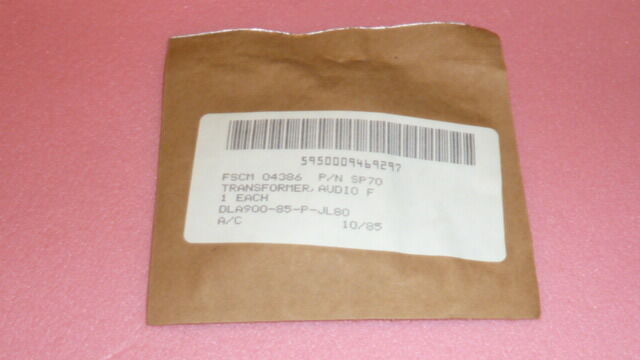 5950009469297
FSCM 04386 P/N SP70
TRANSFORMER, AUDIO F
1 EACH
DLA900-85-P-JL80
A/C 10/85